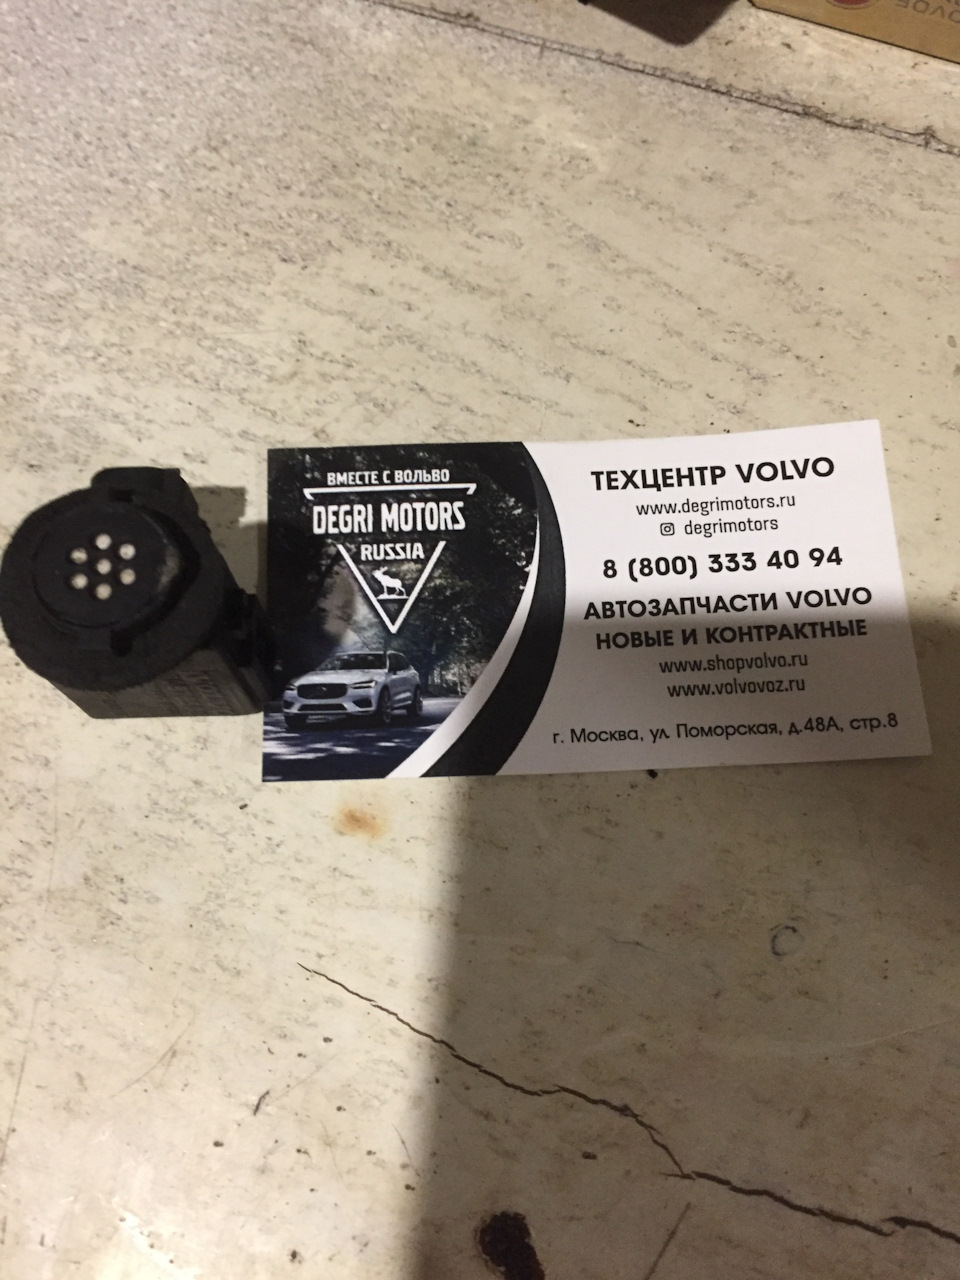 ВМЕСТЕ С ВОЛЬВО
DEGRI MOTORS
RUSSIA
ТЕХЦЕНТР VOLVO
www.degrimotors.ru
degrimotors
8 (800) 333 40 94
АВТОЗАПЧАСТИ VOLVO
НОВЫЕ И КОНТРАКТНЫЕ
www.shopvolvo.ru
www.volvovoz.ru
г. Москва, ул. Поморская, д.48А, стр.8